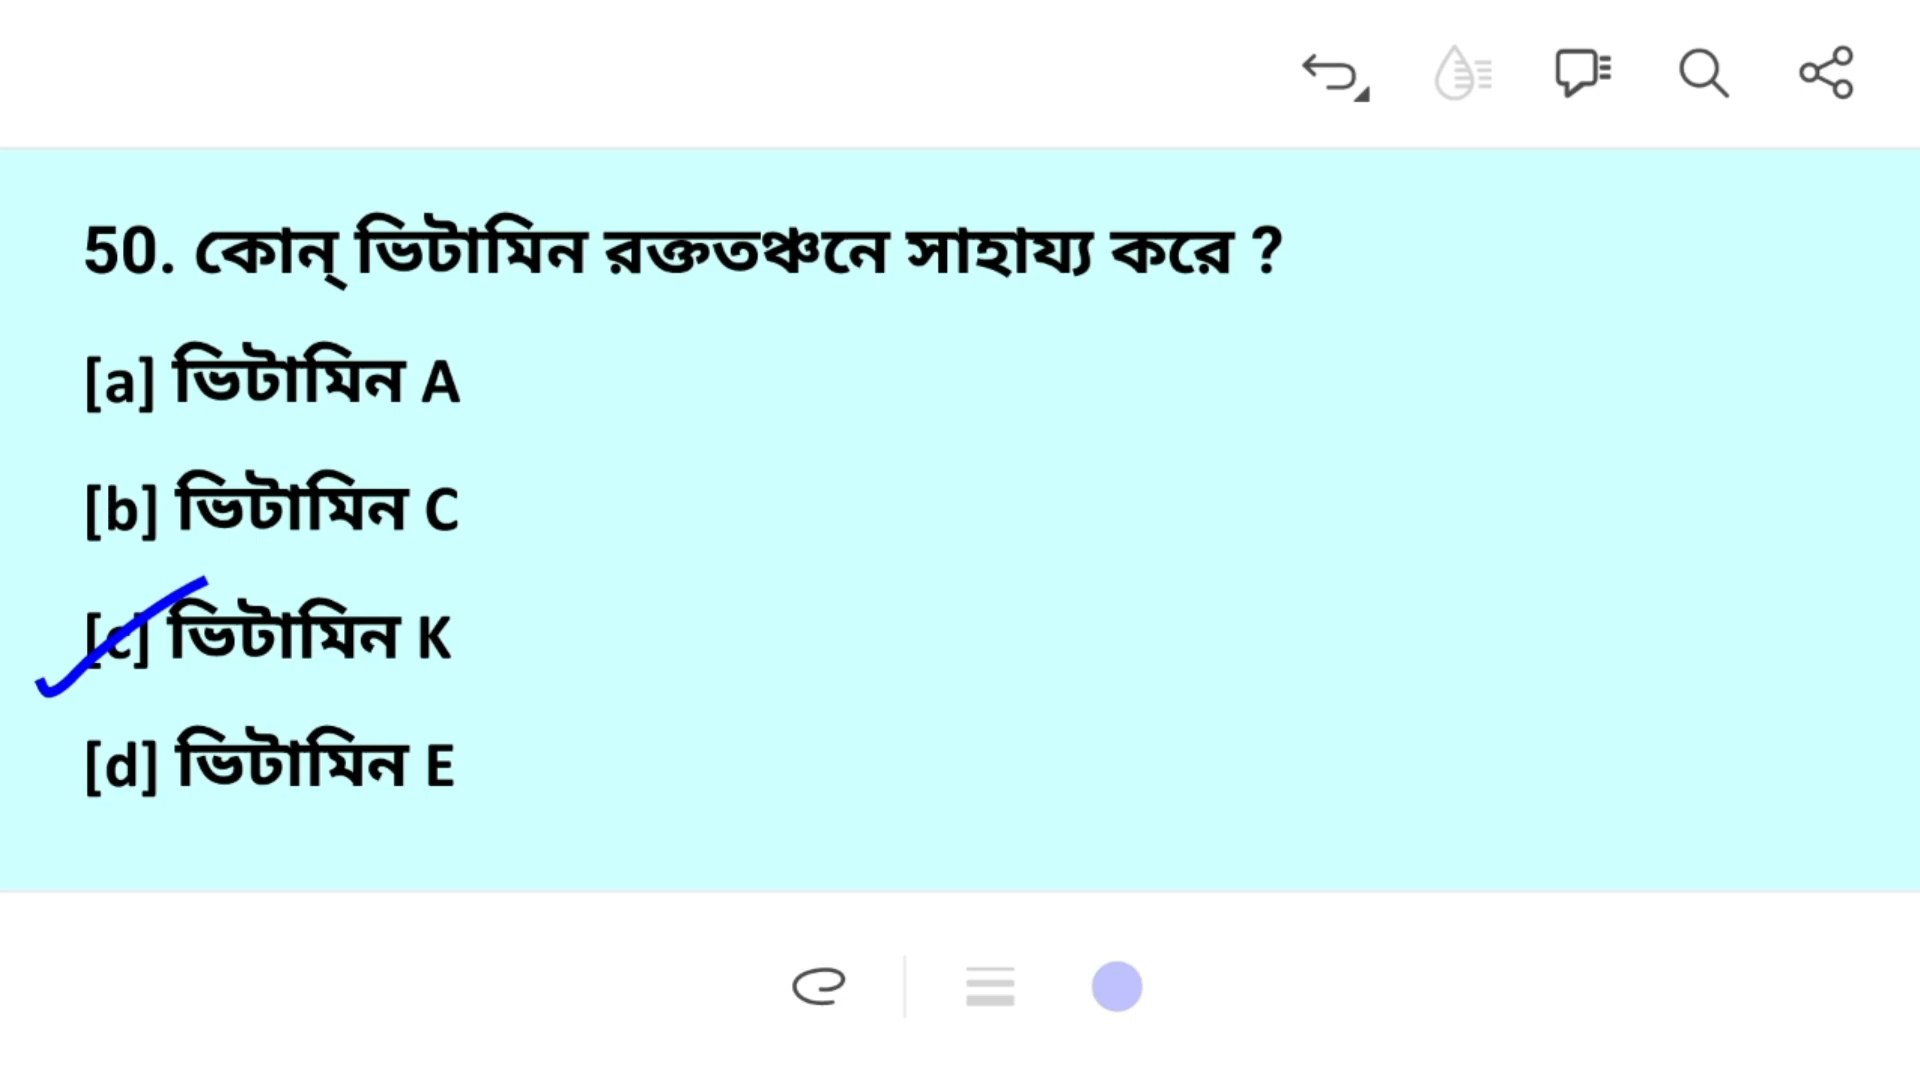 50. কোন্ ভিটামিন রক্ততঞ্চনে সাহায্য করে ?
[a] ভিটামিন A
[b] ভিটামিন C
[c] ভিটামিন K
[d] ভিটামিন E